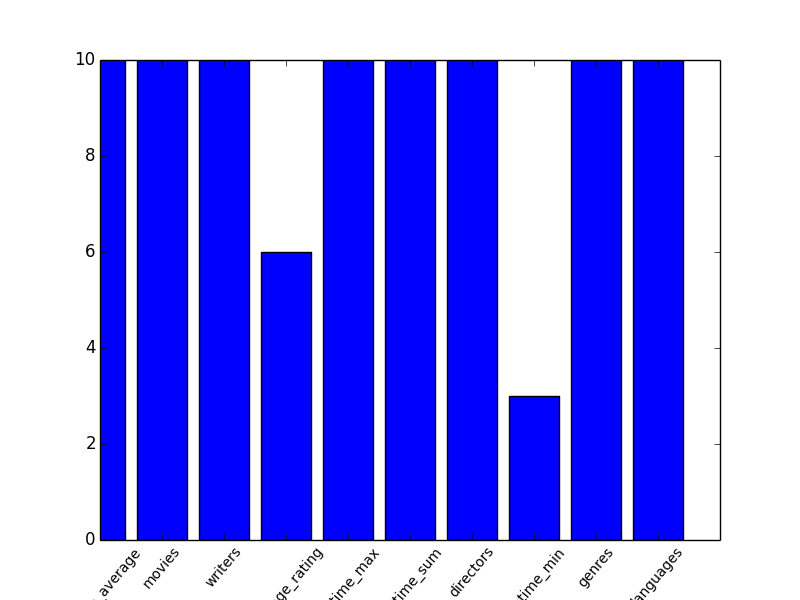 10
8
6
4
2
0
_average
movies
writers
ge_rating
time_max
time_sum
directors
time_min
genres
languages